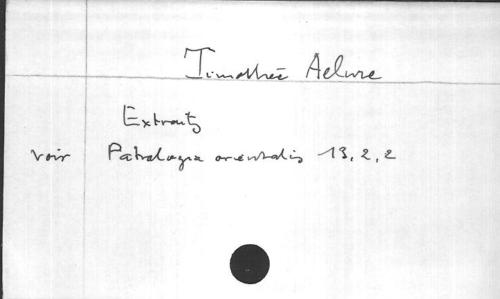 Timothée Aelure
Extraits
voir Patrologia orientalis 13, 2, 2